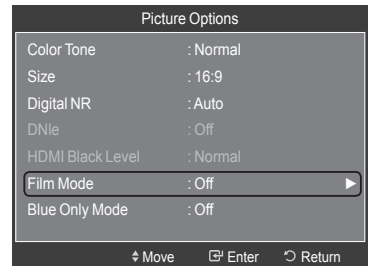 Picture Options
Color Tone : Normal
Size : 16:9
Digital NR : Auto
DNIe : Off
HDMI Black Level : Normal
Film Mode : Off
Blue Only Mode : Off
Move Enter Return